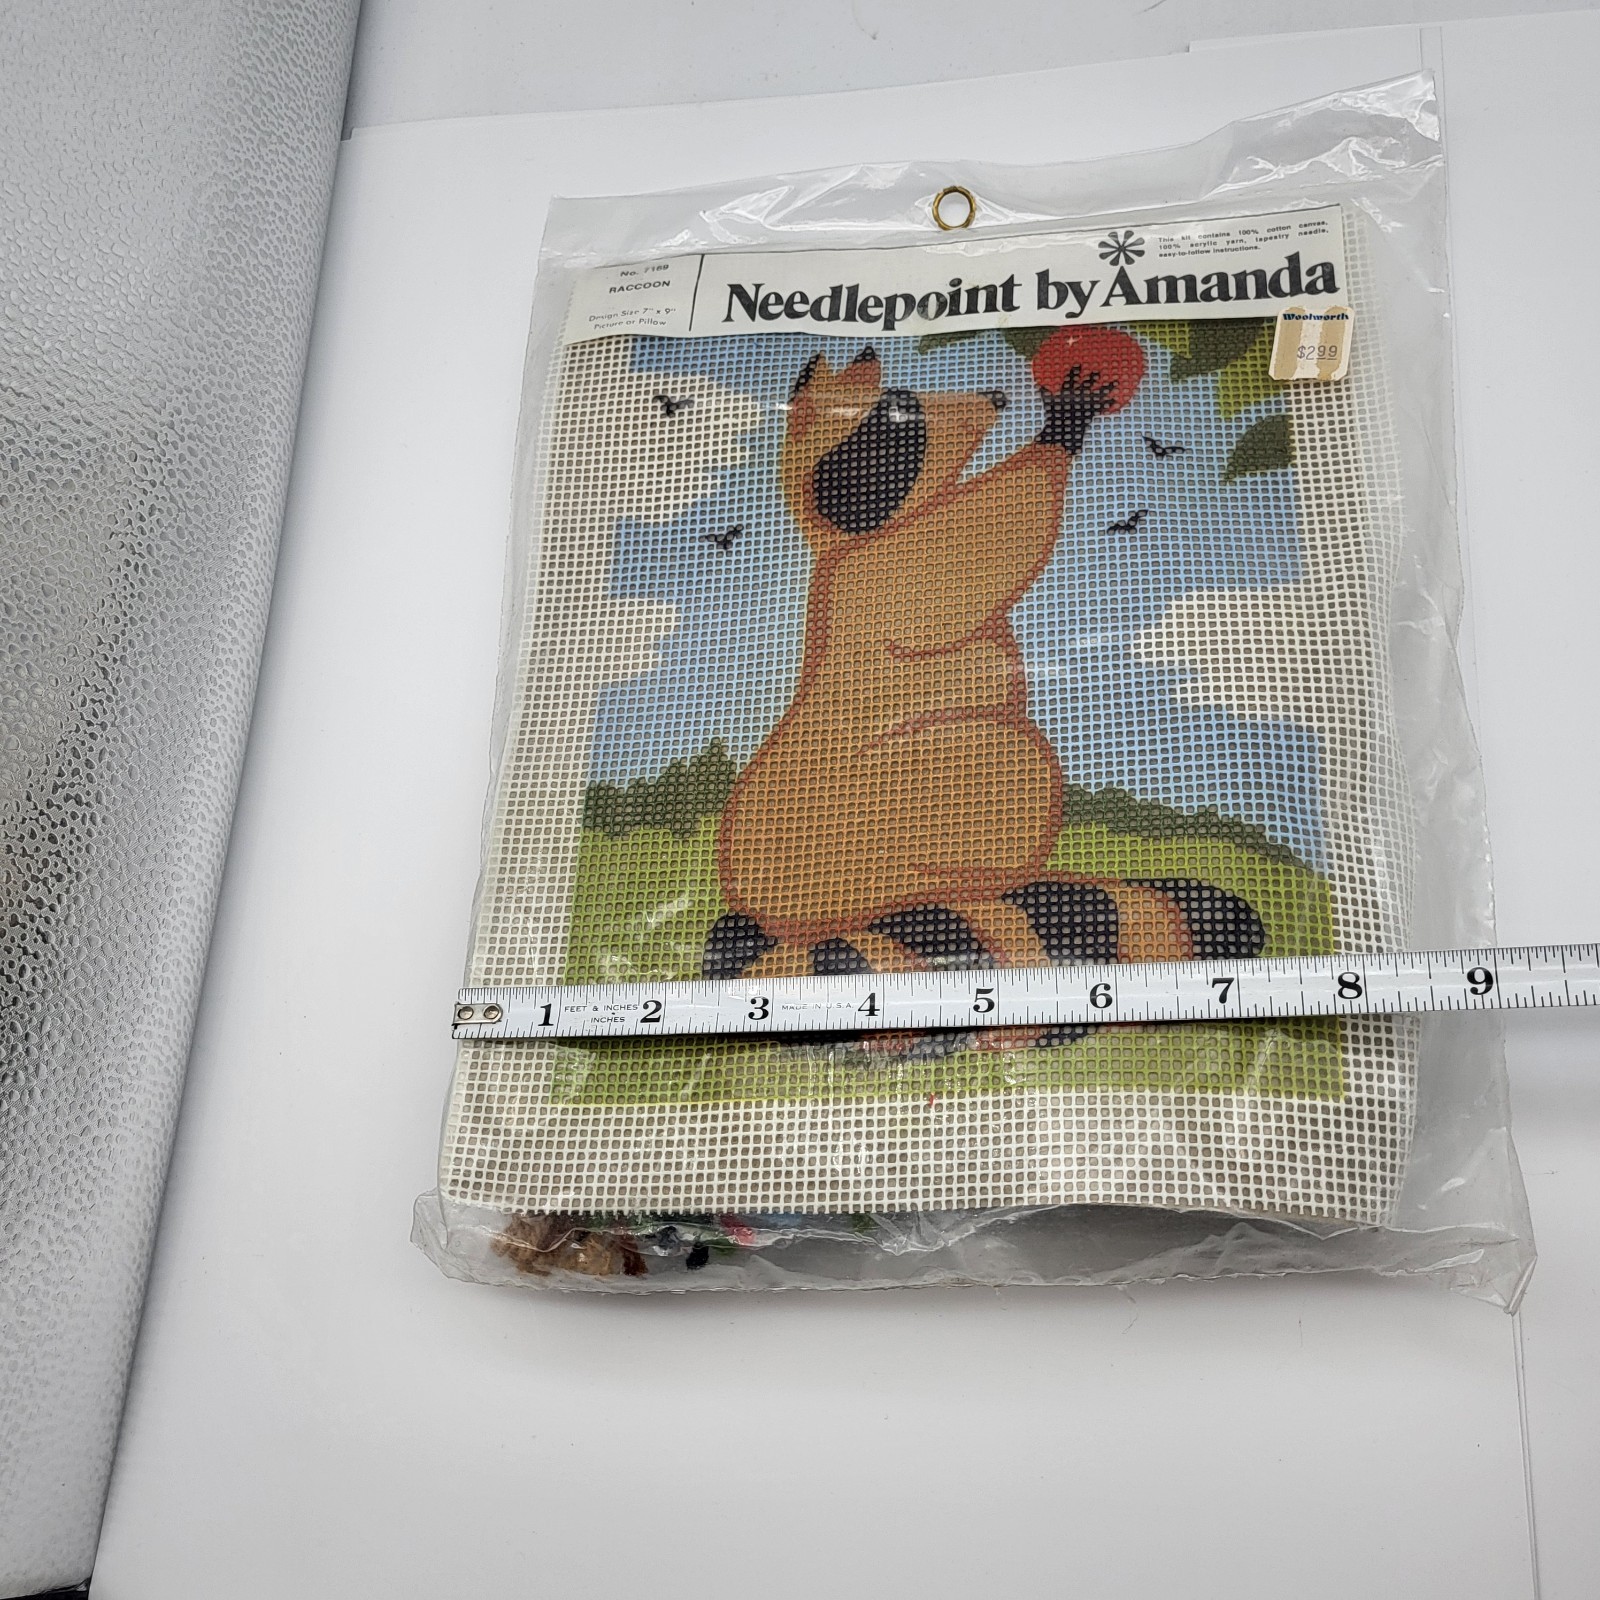 No. 7169
RACCOON
Design Size 7" x 9"
Picture or Pillow
Needlepoint by Amanda
This kit contains 100% cotton canvas,
100% acrylic yarn, tapestry needle,
easy-to-follow instructions.
Woolworth
$2.99
1 FEET & INCHES 2 3 MADE IN U.S.A. 4 5 6 7 8 9
INCHES